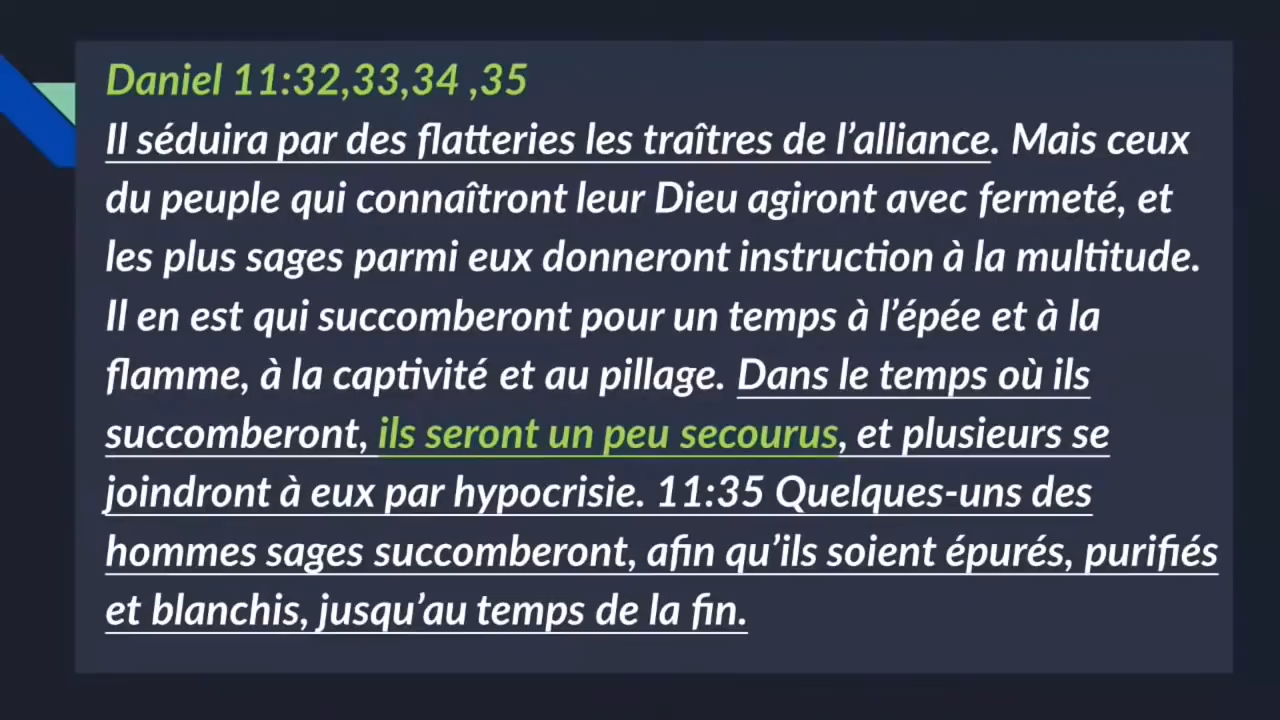 Daniel 11:32,33,34 ,35
Il séduira par des flatteries les traîtres de l’alliance. Mais ceux
du peuple qui connaîtront leur Dieu agiront avec fermeté, et
les plus sages parmi eux donneront instruction à la multitude.
Il en est qui succomberont pour un temps à l’épée et à la
flamme, à la captivité et au pillage. Dans le temps où ils
succomberont, ils seront un peu secourus, et plusieurs se
joindront à eux par hypocrisie. 11:35 Quelques-uns des
hommes sages succomberont, afin qu’ils soient épurés, purifiés
et blanchis, jusqu’au temps de la fin.